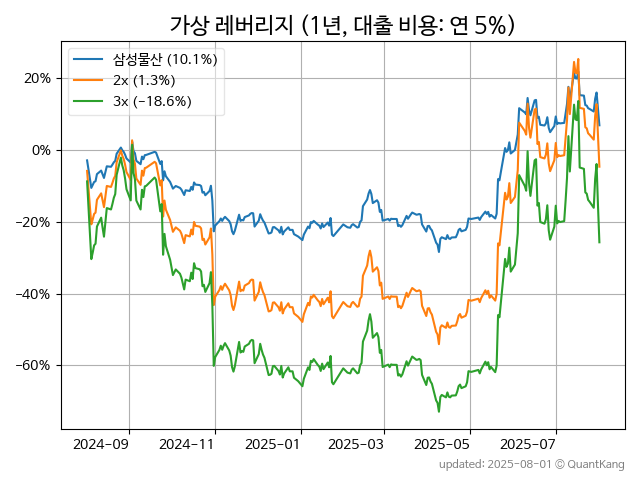 가상 레버리지 (1년, 대출 비용: 연 5%)
삼성물산 (10.1%)
2x (1.3%)
3x (−18.6%)
20%
0%
−20%
−40%
−60%
2024-09 2024-11 2025-01 2025-03 2025-05 2025-07
updated: 2025-08-01 © QuantKang